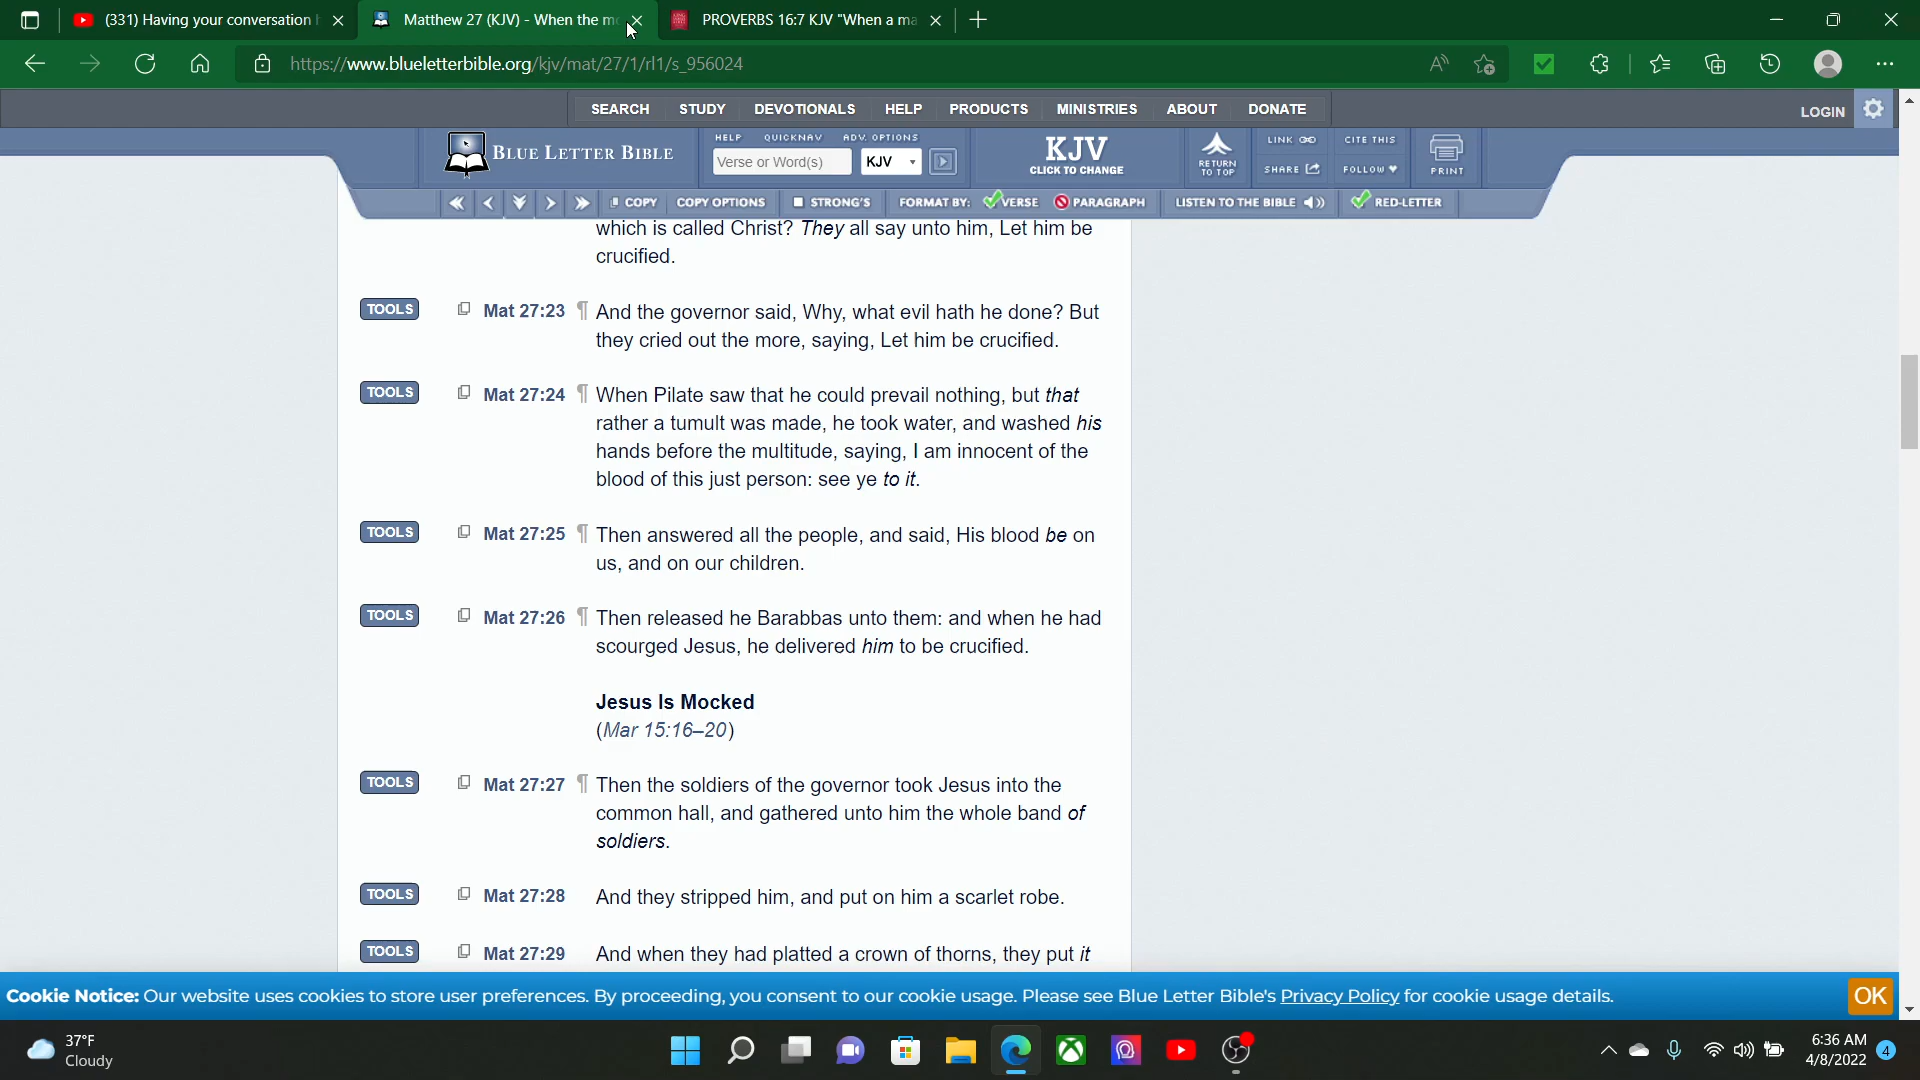 (331) Having your conversation h
Matthew 27 (KJV) - When the mo
PROVERBS 16:7 KJV "When a ma
https://www.blueletterbible.org/kjv/mat/27/1/rl1/s_956024
SEARCH STUDY DEVOTIONALS HELP PRODUCTS MINISTRIES ABOUT DONATE
LOGIN
BLUE LETTER BIBLE
HELP QUICKNAV ADV. OPTIONS
Verse or Word(s) KJV
KJV
CLICK TO CHANGE
RETURN
TO TOP
LINK CITE THIS
SHARE FOLLOW
PRINT
COPY COPY OPTIONS STRONG'S FORMAT BY: VERSE PARAGRAPH LISTEN TO THE BIBLE RED-LETTER
which is called Christ? They all say unto him, Let him be
crucified.
TOOLS Mat 27:23 ¶ And the governor said, Why, what evil hath he done? But
they cried out the more, saying, Let him be crucified.
TOOLS Mat 27:24 ¶ When Pilate saw that he could prevail nothing, but that
rather a tumult was made, he took water, and washed his
hands before the multitude, saying, I am innocent of the
blood of this just person: see ye to it.
TOOLS Mat 27:25 ¶ Then answered all the people, and said, His blood be on
us, and on our children.
TOOLS Mat 27:26 ¶ Then released he Barabbas unto them: and when he had
scourged Jesus, he delivered him to be crucified.
Jesus Is Mocked
(Mar 15:16–20)
TOOLS Mat 27:27 ¶ Then the soldiers of the governor took Jesus into the
common hall, and gathered unto him the whole band of
soldiers.
TOOLS Mat 27:28 And they stripped him, and put on him a scarlet robe.
TOOLS Mat 27:29 And when they had platted a crown of thorns, they put it
Cookie Notice: Our website uses cookies to store user preferences. By proceeding, you consent to our cookie usage. Please see Blue Letter Bible's Privacy Policy for cookie usage details. OK
37°F
Cloudy
6:36 AM
4/8/2022
4